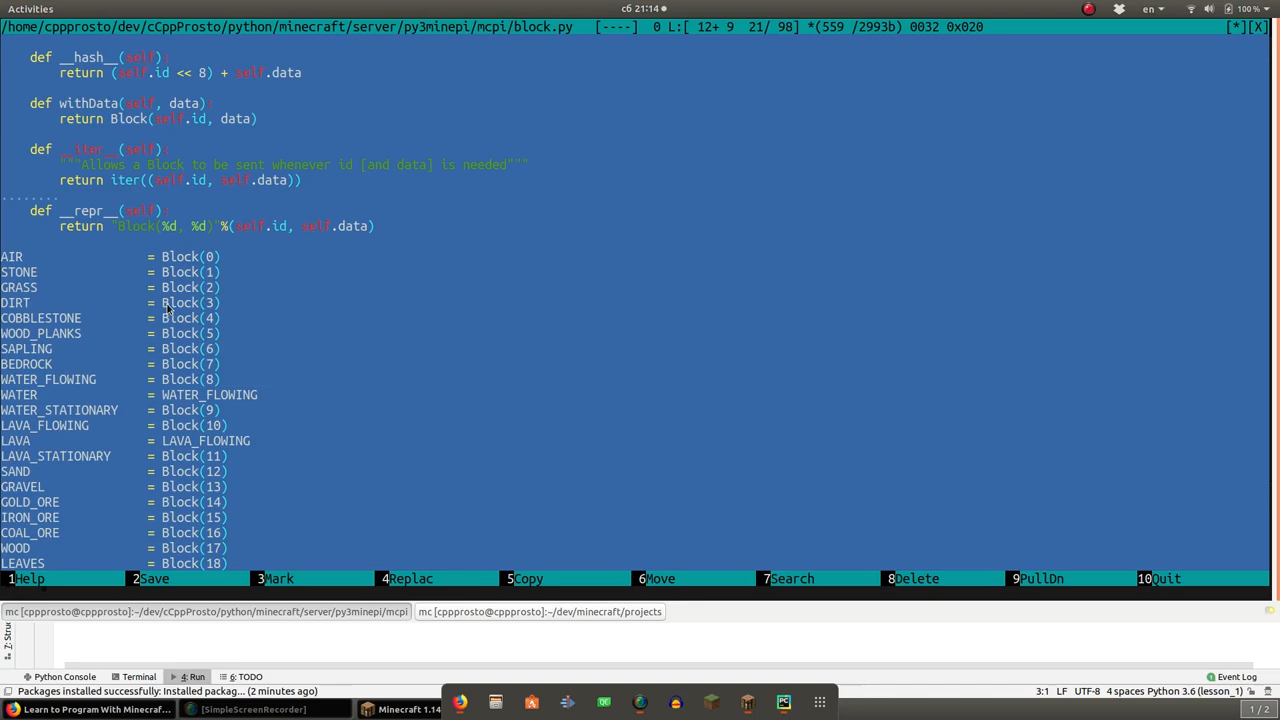 Activities
сб 21:14
en
100 %
/home/cppprosto/dev/cCppProsto/python/minecraft/server/py3minepi/mcpi/block.py [----] 0 L:[ 12+ 9 21/ 98] *(559 /2993b) 0032 0x020 [*][X]
def __hash__(self):
return (self.id << 8) + self.data
def withData(self, data):
return Block(self.id, data)
def __iter__(self):
"""Allows a Block to be sent whenever id [and data] is needed"""
return iter((self.id, self.data))
........
def __repr__(self):
return "Block(%d, %d)"%(self.id, self.data)
AIR = Block(0)
STONE = Block(1)
GRASS = Block(2)
DIRT = Block(3)
COBBLESTONE = Block(4)
WOOD_PLANKS = Block(5)
SAPLING = Block(6)
BEDROCK = Block(7)
WATER_FLOWING = Block(8)
WATER = WATER_FLOWING
WATER_STATIONARY = Block(9)
LAVA_FLOWING = Block(10)
LAVA = LAVA_FLOWING
LAVA_STATIONARY = Block(11)
SAND = Block(12)
GRAVEL = Block(13)
GOLD_ORE = Block(14)
IRON_ORE = Block(15)
COAL_ORE = Block(16)
WOOD = Block(17)
LEAVES = Block(18)
1Help 2Save 3Mark 4Replac 5Copy 6Move 7Search 8Delete 9PullDn 10Quit
mc [cppprosto@cppprosto]:~/dev/cCppProsto/python/minecraft/server/py3minepi/mcpi
mc [cppprosto@cppprosto]:~/dev/minecraft/projects
Z: Stru
Python Console
Terminal
4: Run
6: TODO
Event Log
Packages installed successfully: Installed packag... (2 minutes ago)
3:1 LF UTF-8 4 spaces Python 3.6 (lesson_1)
Learn to Program With Minecraf...
[SimpleScreenRecorder]
Minecraft 1.14
1 / 2